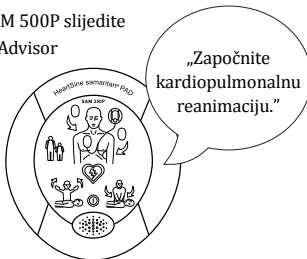 M 500P slijedite
Advisor
„Započnite
kardiopulmonalnu
reanimaciju.”
HeartSine samaritan® PAD
SAM 350P